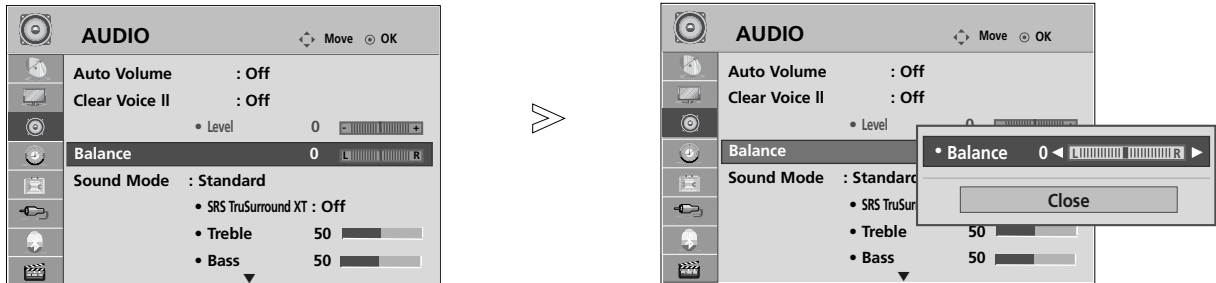 AUDIO Move OK
Auto Volume : Off
Clear Voice ll : Off
• Level 0 - +
Balance 0 L R
Sound Mode : Standard
• SRS TruSurround XT : Off
• Treble 50
• Bass 50
AUDIO Move OK
Auto Volume : Off
Clear Voice ll : Off
• Level 0
Balance
Sound Mode : Standard
• SRS TruSur
• Treble 50
• Bass 50
• Balance 0 L R
Close